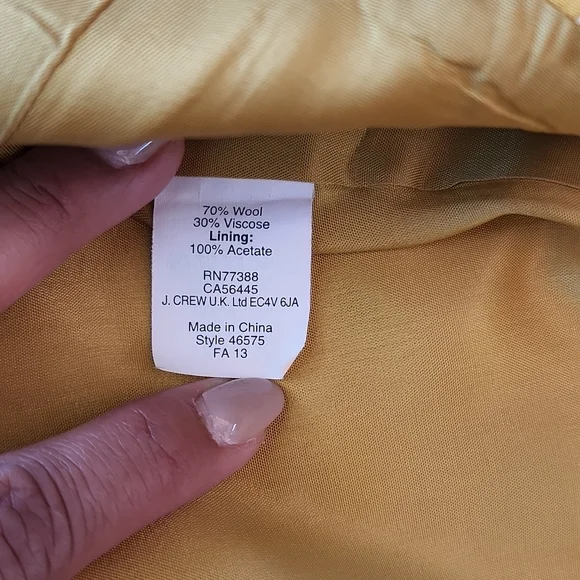 70% Wool
30% Viscose
Lining:
100% Acetate
RN77388
CA56445
J. CREW U.K. Ltd EC4V 6JA
Made in China
Style 46575
FA 13